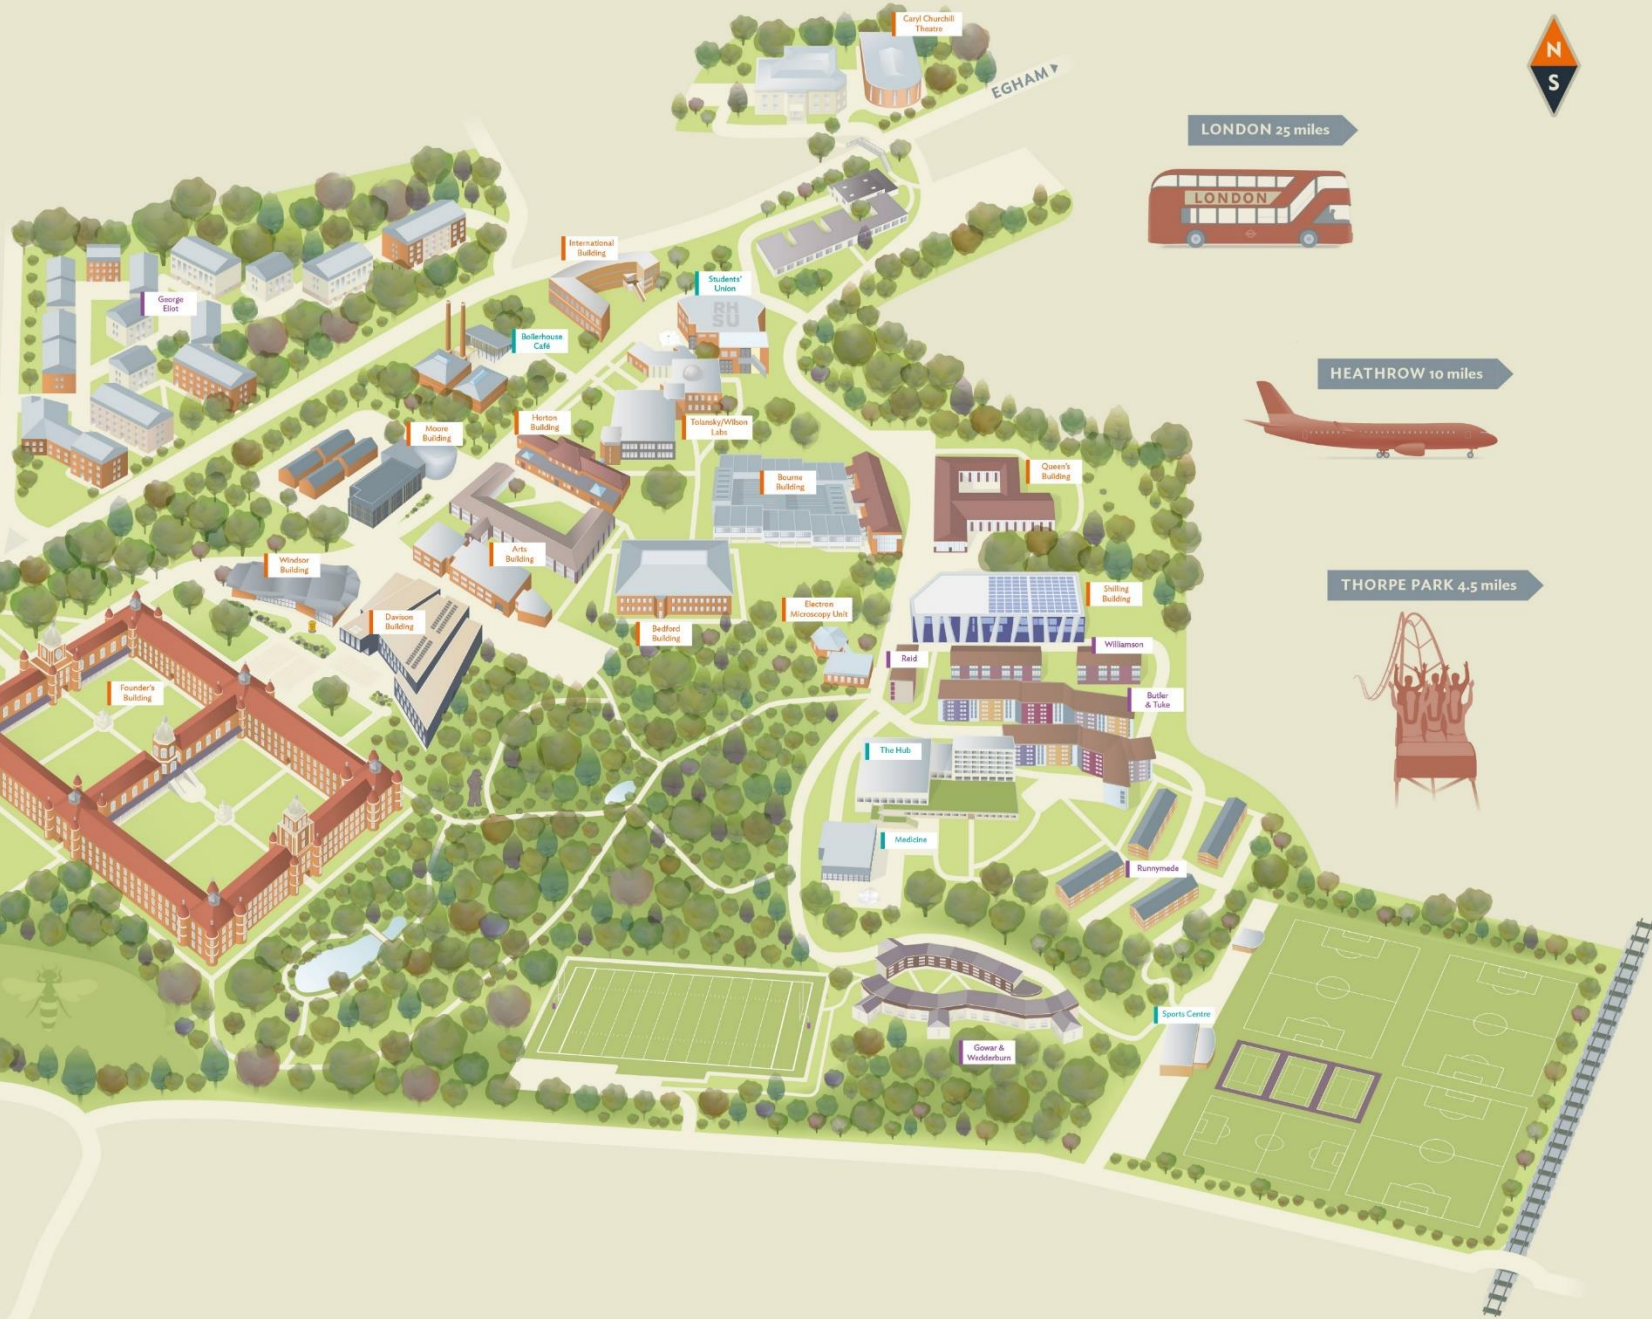 Caryl Churchill
Theatre
N
S
EGHAM
LONDON 25 miles
LONDON
International
Building
Students'
Union
RH
SU
George
Eliot
Boilerhouse
Café
HEATHROW 10 miles
Horton
Building
Moore
Building
Tolansky/Wilson
Labs
Queen's
Building
Bourne
Building
Arts
Building
Windsor
Building
THORPE PARK 4.5 miles
Shilling
Building
Electron
Microscopy Unit
Davison
Building
Bedford
Building
Williamson
Reid
Founder's
Building
Butler
& Tuke
The Hub
Medicine
Runnymede
Sports Centre
Gowar &
Wedderburn